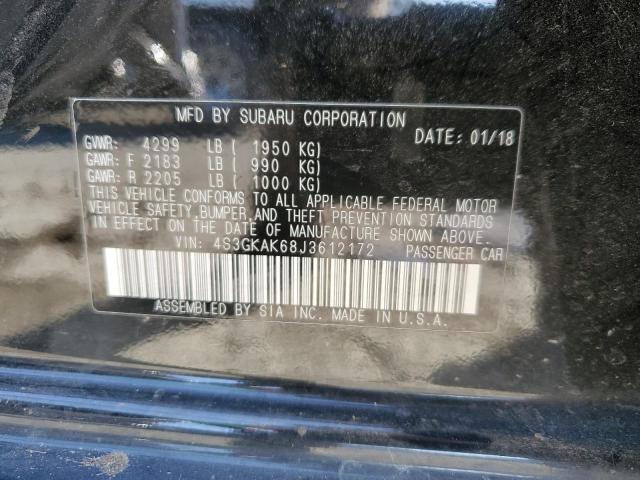 MFD BY SUBARU CORPORATION
DATE: 01/18
GVWR: 4299 LB ( 1950 KG)
GAWR: F 2183 LB ( 990 KG)
GAWR: R 2205 LB ( 1000 KG)
THIS VEHICLE CONFORMS TO ALL APPLICABLE FEDERAL MOTOR
VEHICLE SAFETY, BUMPER, AND THEFT PREVENTION STANDARDS
IN EFFECT ON THE DATE OF MANUFACTURE SHOWN ABOVE.
VIN: 4S3GKAK68J3612172 PASSENGER CAR
ASSEMBLED BY SIA INC. MADE IN U.S.A.